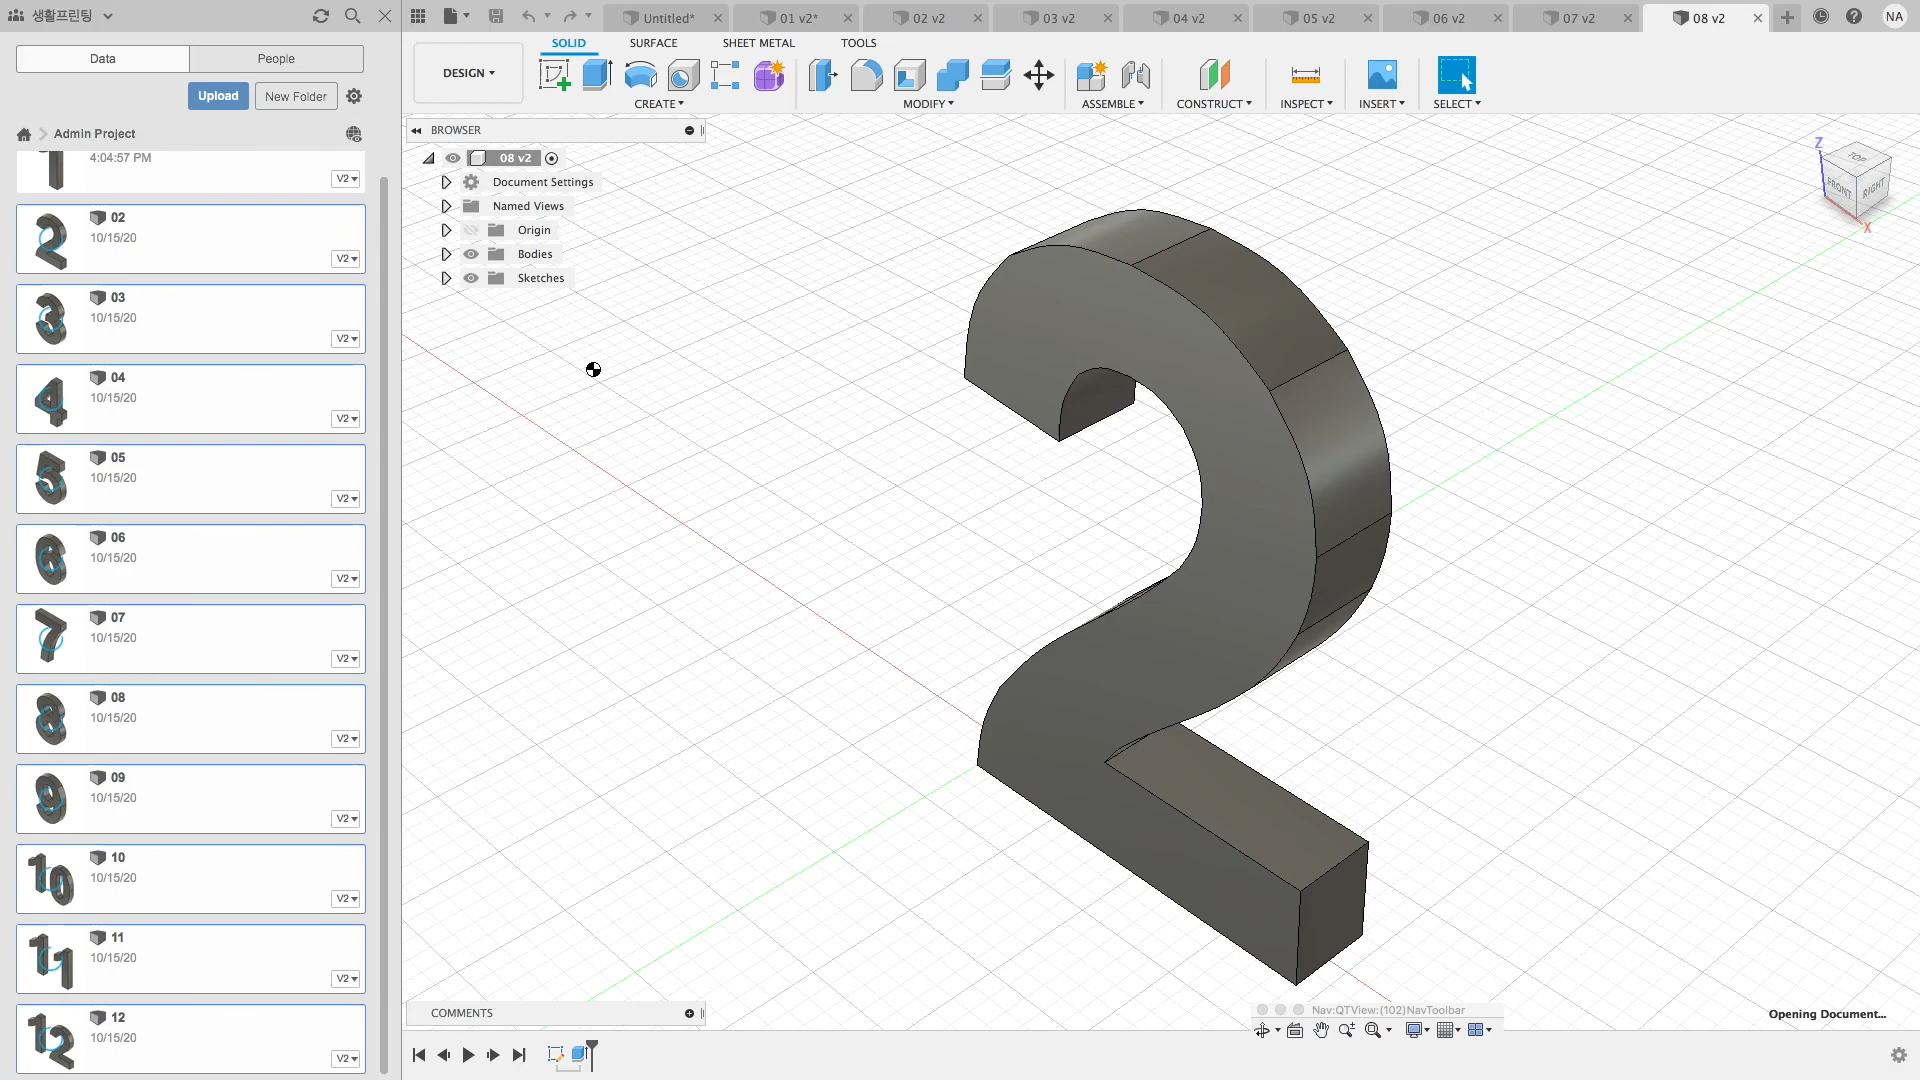 생활프린팅
Untitled*
01 v2*
02 v2
03 v2
04 v2
05 v2
06 v2
07 v2
08 v2
NA
Data
People
Upload
New Folder
Admin Project
DESIGN
SOLID
SURFACE
SHEET METAL
TOOLS
CREATE
MODIFY
ASSEMBLE
CONSTRUCT
INSPECT
INSERT
SELECT
BROWSER
08 v2
Document Settings
Named Views
Origin
Bodies
Sketches
4:04:57 PM
V2
02
10/15/20
V2
03
10/15/20
V2
04
10/15/20
V2
05
10/15/20
V2
06
10/15/20
V2
07
10/15/20
V2
08
10/15/20
V2
09
10/15/20
V2
10
10/15/20
V2
11
10/15/20
V2
12
10/15/20
V2
Z
TOP
FRONT
RIGHT
X
COMMENTS
Nav:QTView:(102)NavToolbar
Opening Document...